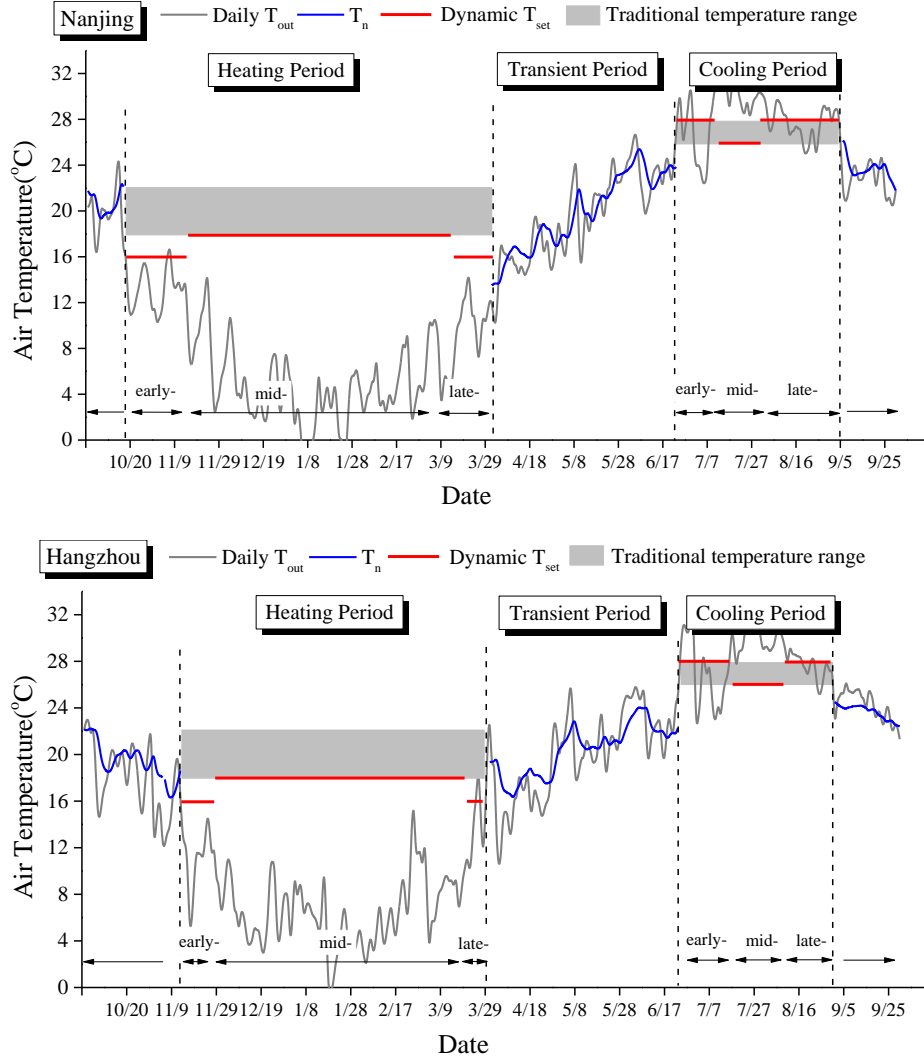 Nanjing Daily Tout Tn Dynamic Tset Traditional temperature range
Heating Period Transient Period Cooling Period
32
28
24
20
16
12
8
4
0
Air Temperature(°C)
early- mid- late- early- mid- late-
10/20 11/9 11/29 12/19 1/8 1/28 2/17 3/9 3/29 4/18 5/8 5/28 6/17 7/7 7/27 8/16 9/5 9/25
Date
Hangzhou Daily Tout Tn Dynamic Tset Traditional temperature range
Heating Period Transient Period Cooling Period
32
28
24
20
16
12
8
4
0
Air Temperature(°C)
early- mid- late- early- mid- late-
10/20 11/9 11/29 12/19 1/8 1/28 2/17 3/9 3/29 4/18 5/8 5/28 6/17 7/7 7/27 8/16 9/5 9/25
Date